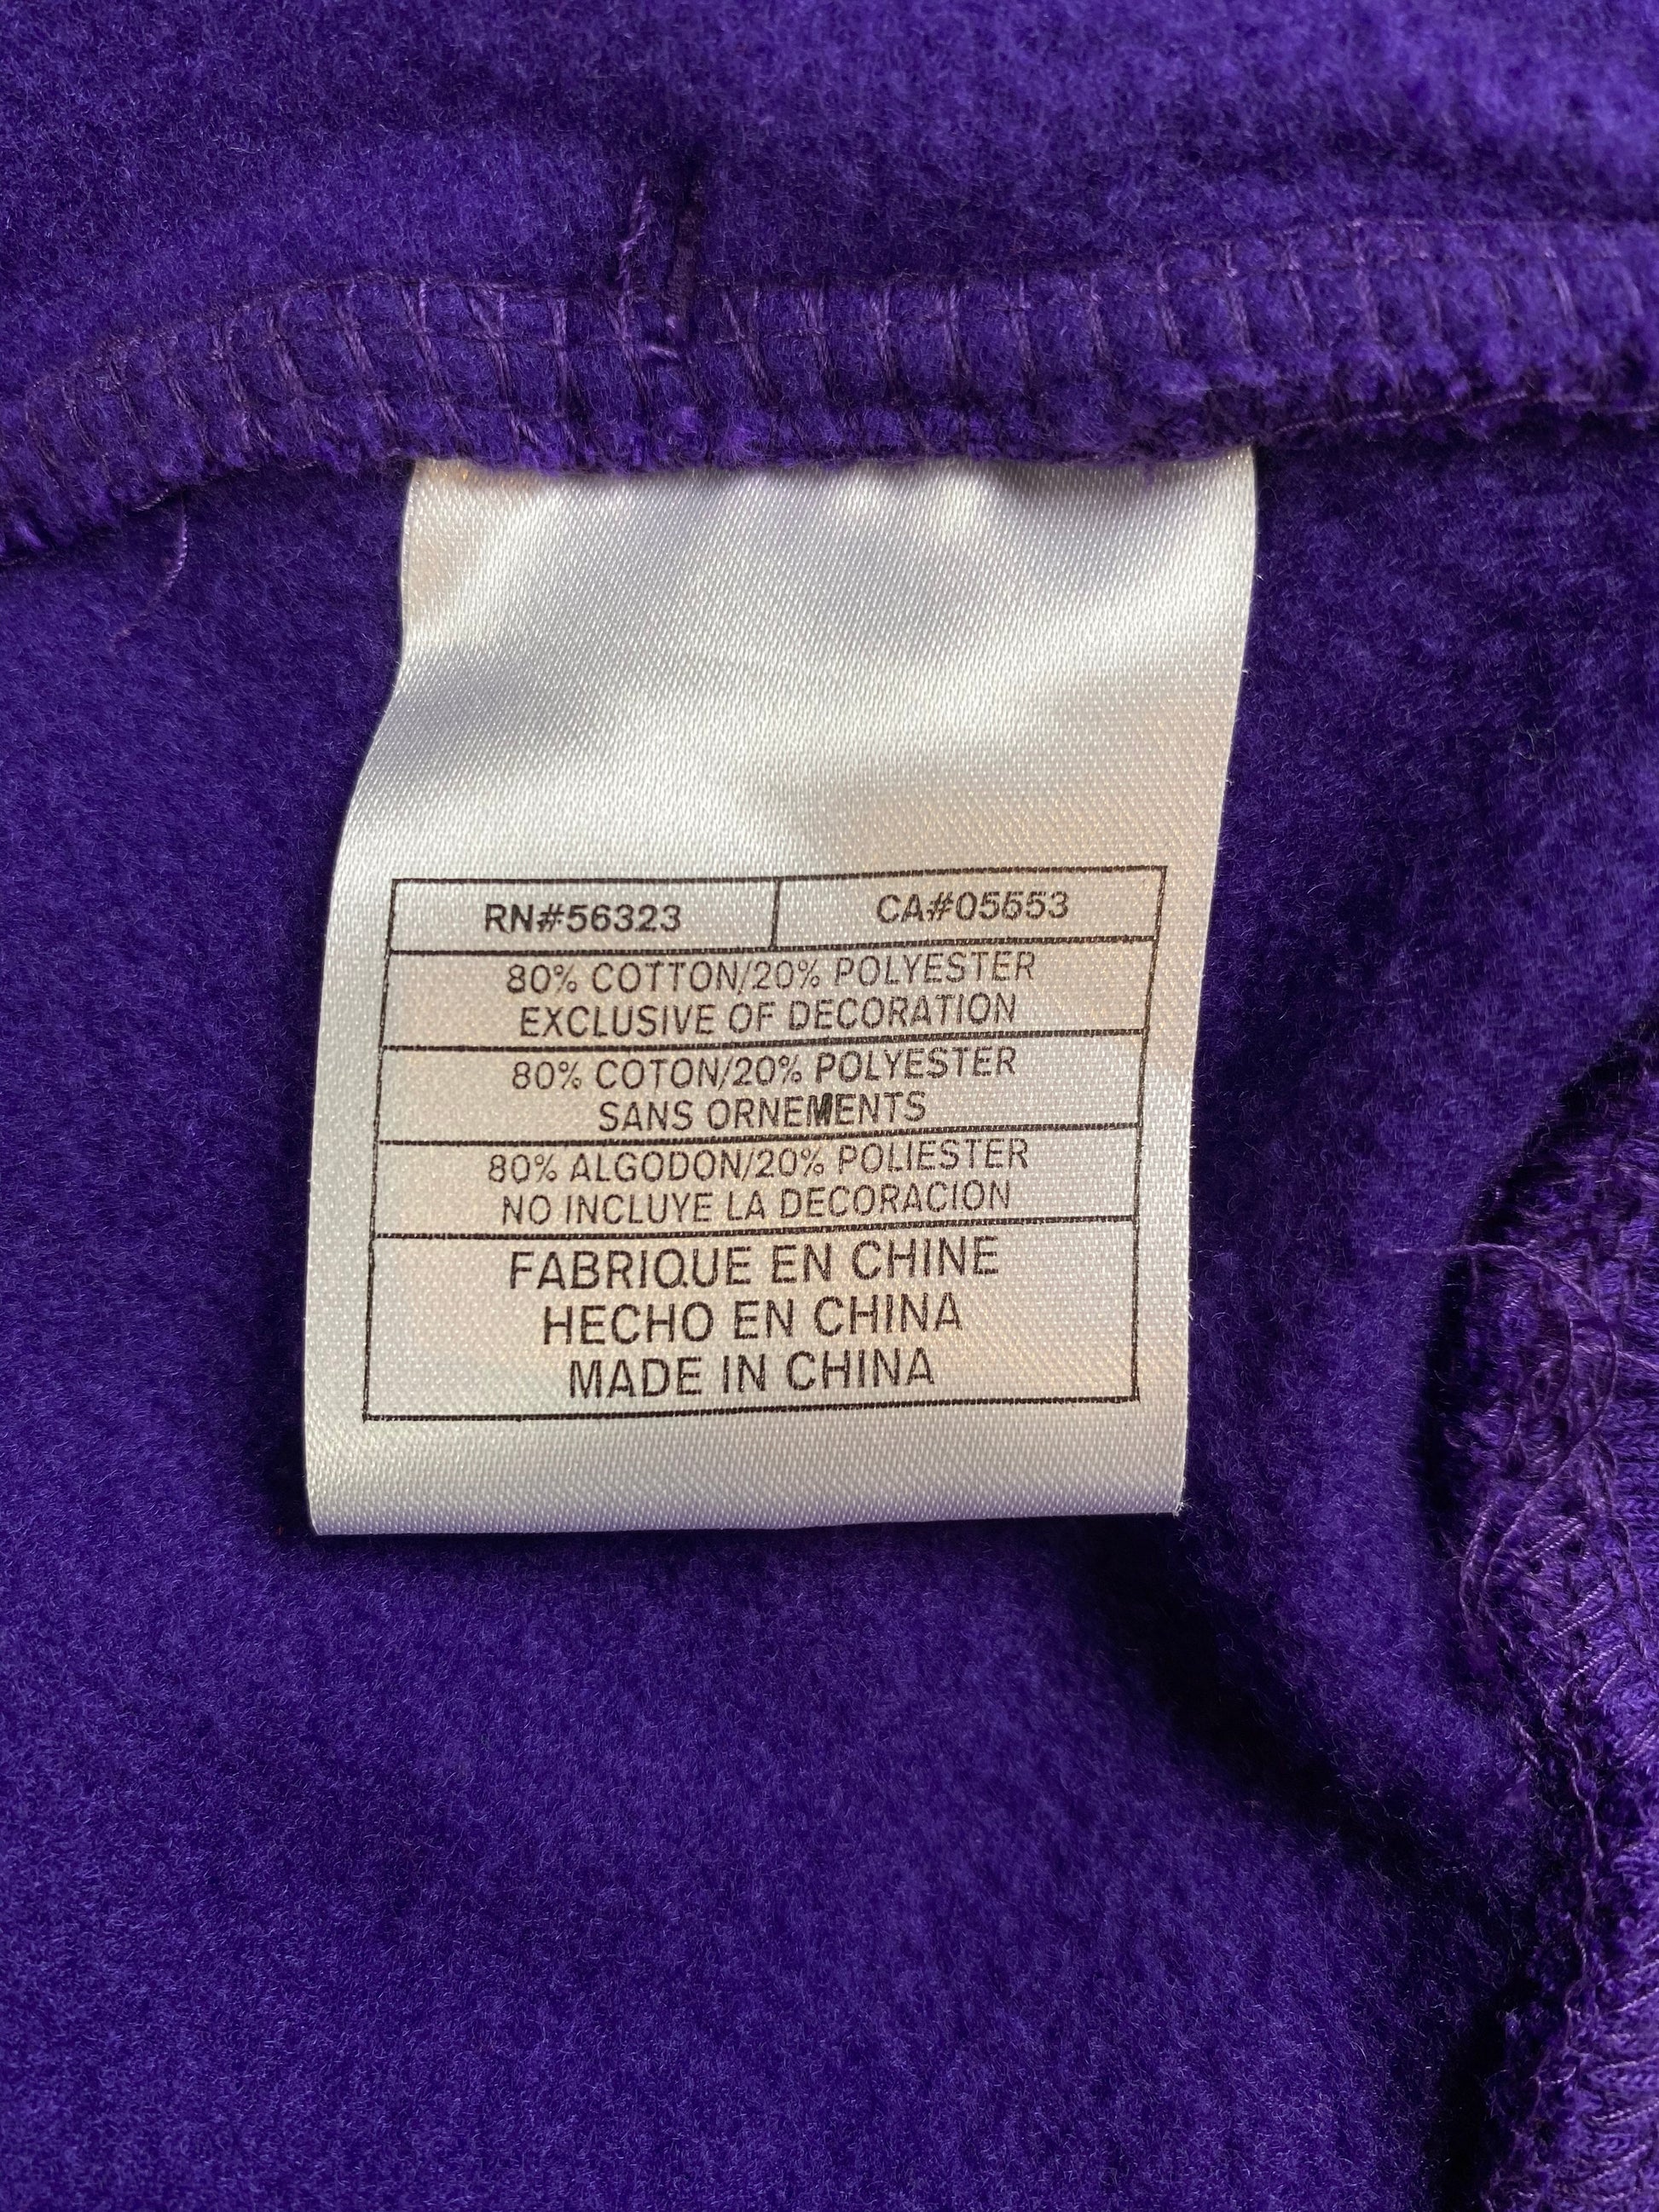 RN#56323 CA#05553
80% COTTON/20% POLYESTER
EXCLUSIVE OF DECORATION
80% COTON/20% POLYESTER
SANS ORNEMENTS
80% ALGODON/20% POLIESTER
NO INCLUYE LA DECORACION
FABRIQUE EN CHINE
HECHO EN CHINA
MADE IN CHINA